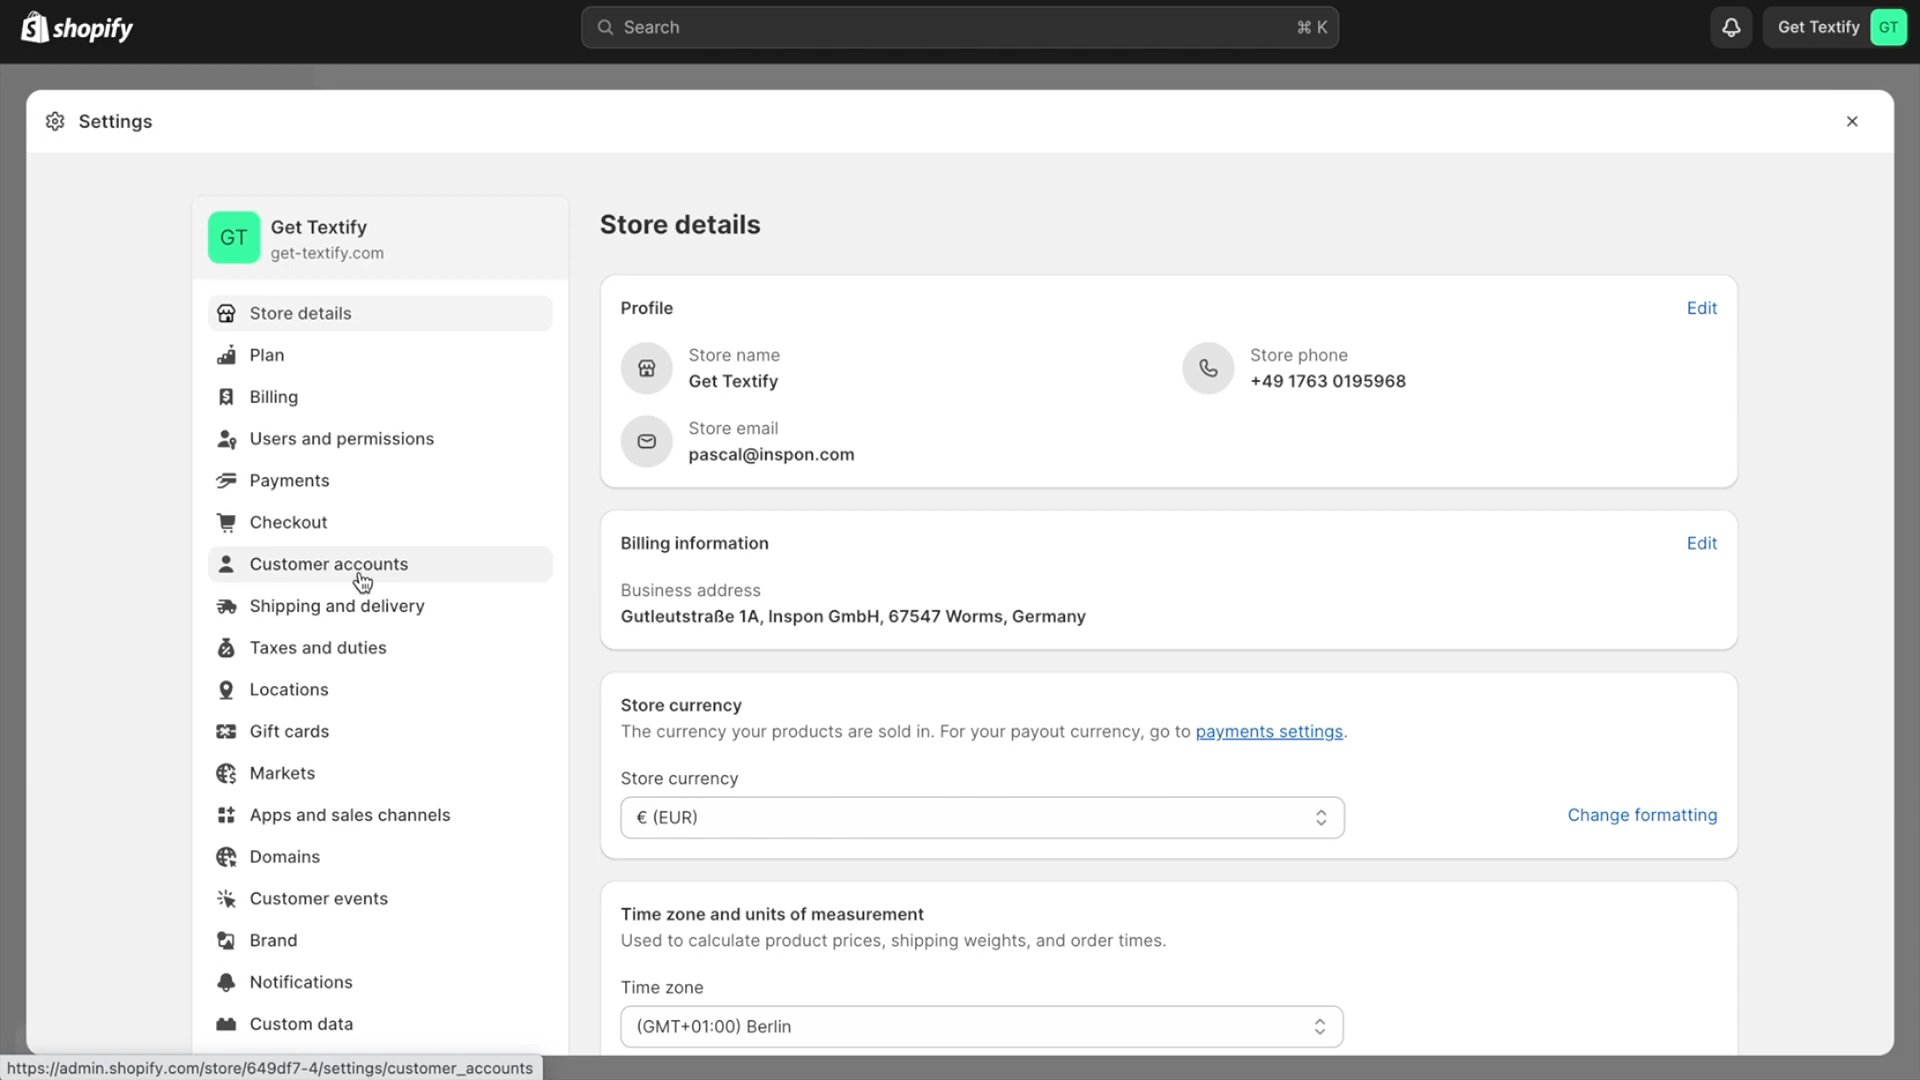 shopify
Search
⌘ K
Get Textify
GT
Settings
GT
Get Textify
get-textify.com
Store details
Plan
Billing
Users and permissions
Payments
Checkout
Customer accounts
Shipping and delivery
Taxes and duties
Locations
Gift cards
Markets
Apps and sales channels
Domains
Customer events
Brand
Notifications
Custom data
Store details
Profile
Edit
Store name
Get Textify
Store phone
+49 1763 0195968
Store email
pascal@inspon.com
Billing information
Edit
Business address
Gutleutstraße 1A, Inspon GmbH, 67547 Worms, Germany
Store currency
The currency your products are sold in. For your payout currency, go to payments settings.
Store currency
€ (EUR)
Change formatting
Time zone and units of measurement
Used to calculate product prices, shipping weights, and order times.
Time zone
(GMT+01:00) Berlin
https://admin.shopify.com/store/649df7-4/settings/customer_accounts